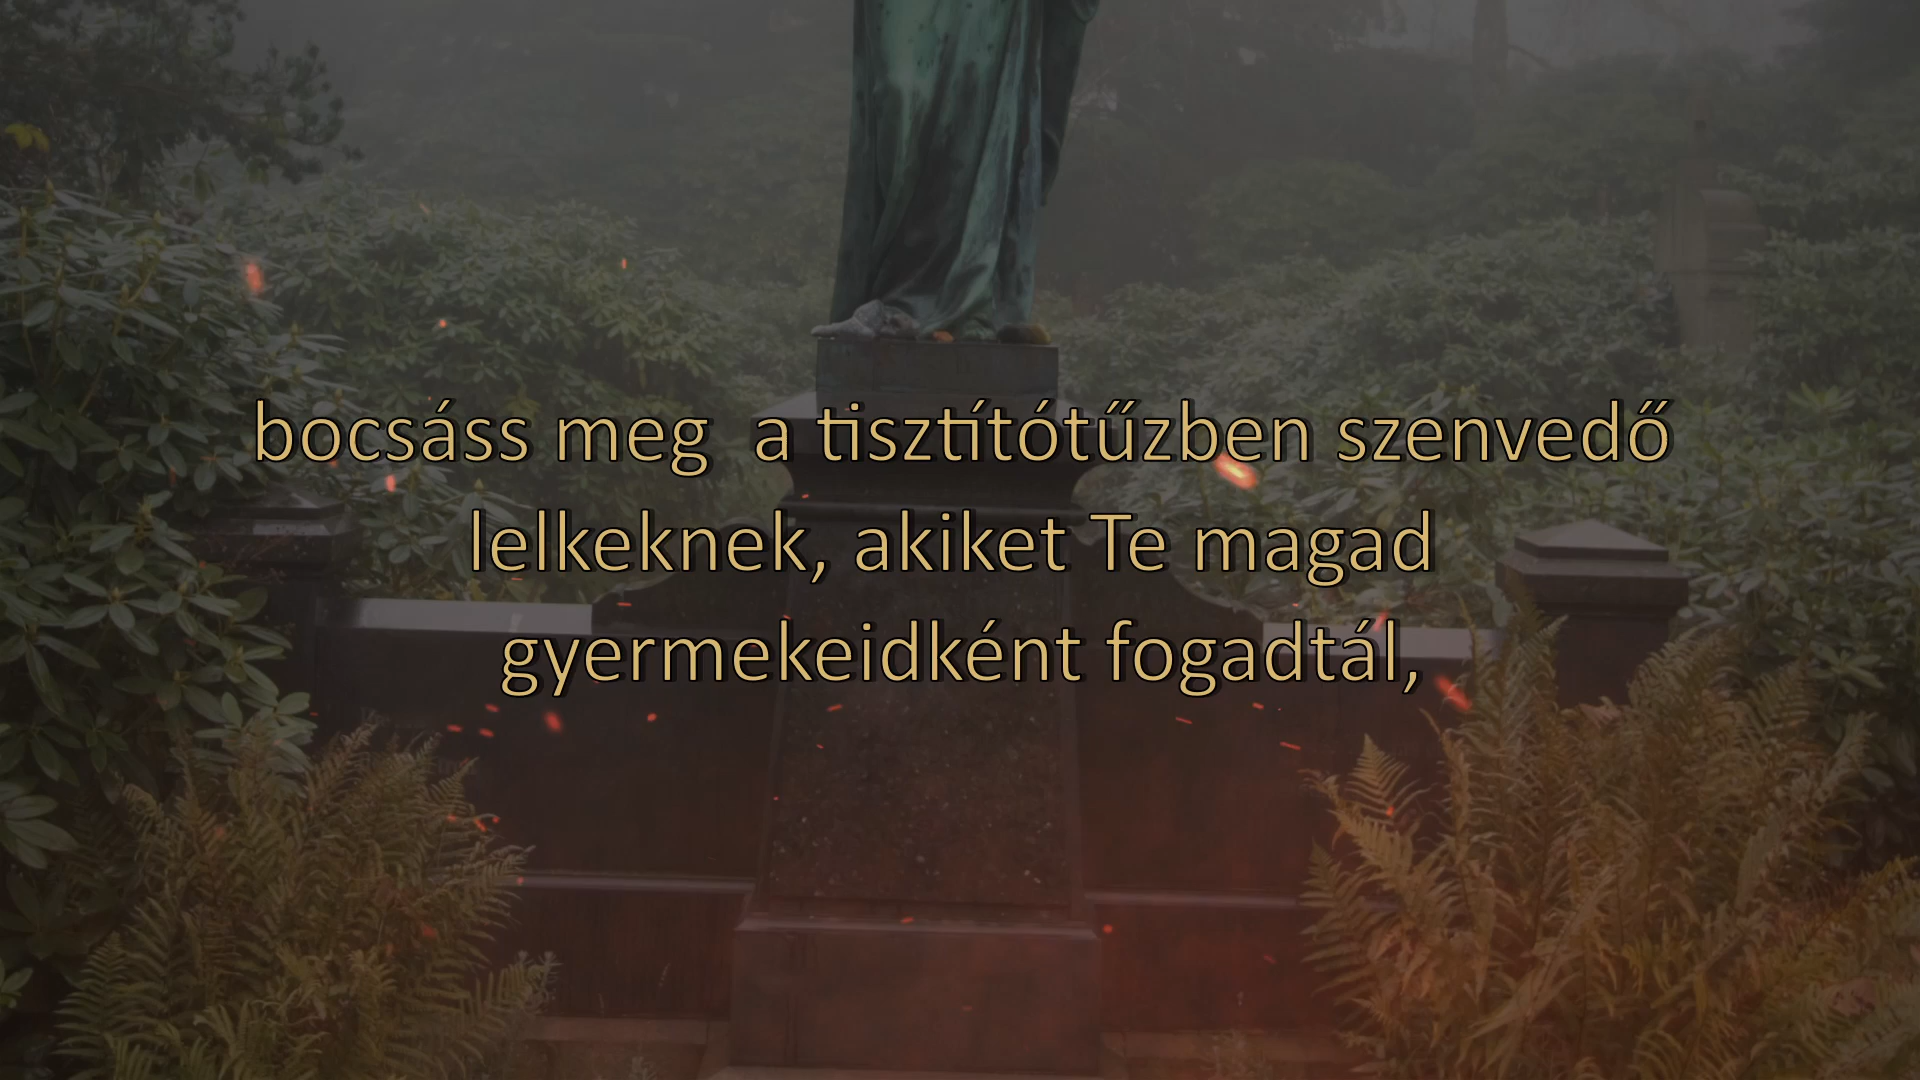 bocsáss meg  a tisztítótűzben szenvedő
lelkeknek, akiket Te magad
gyermekeidként fogadtál,